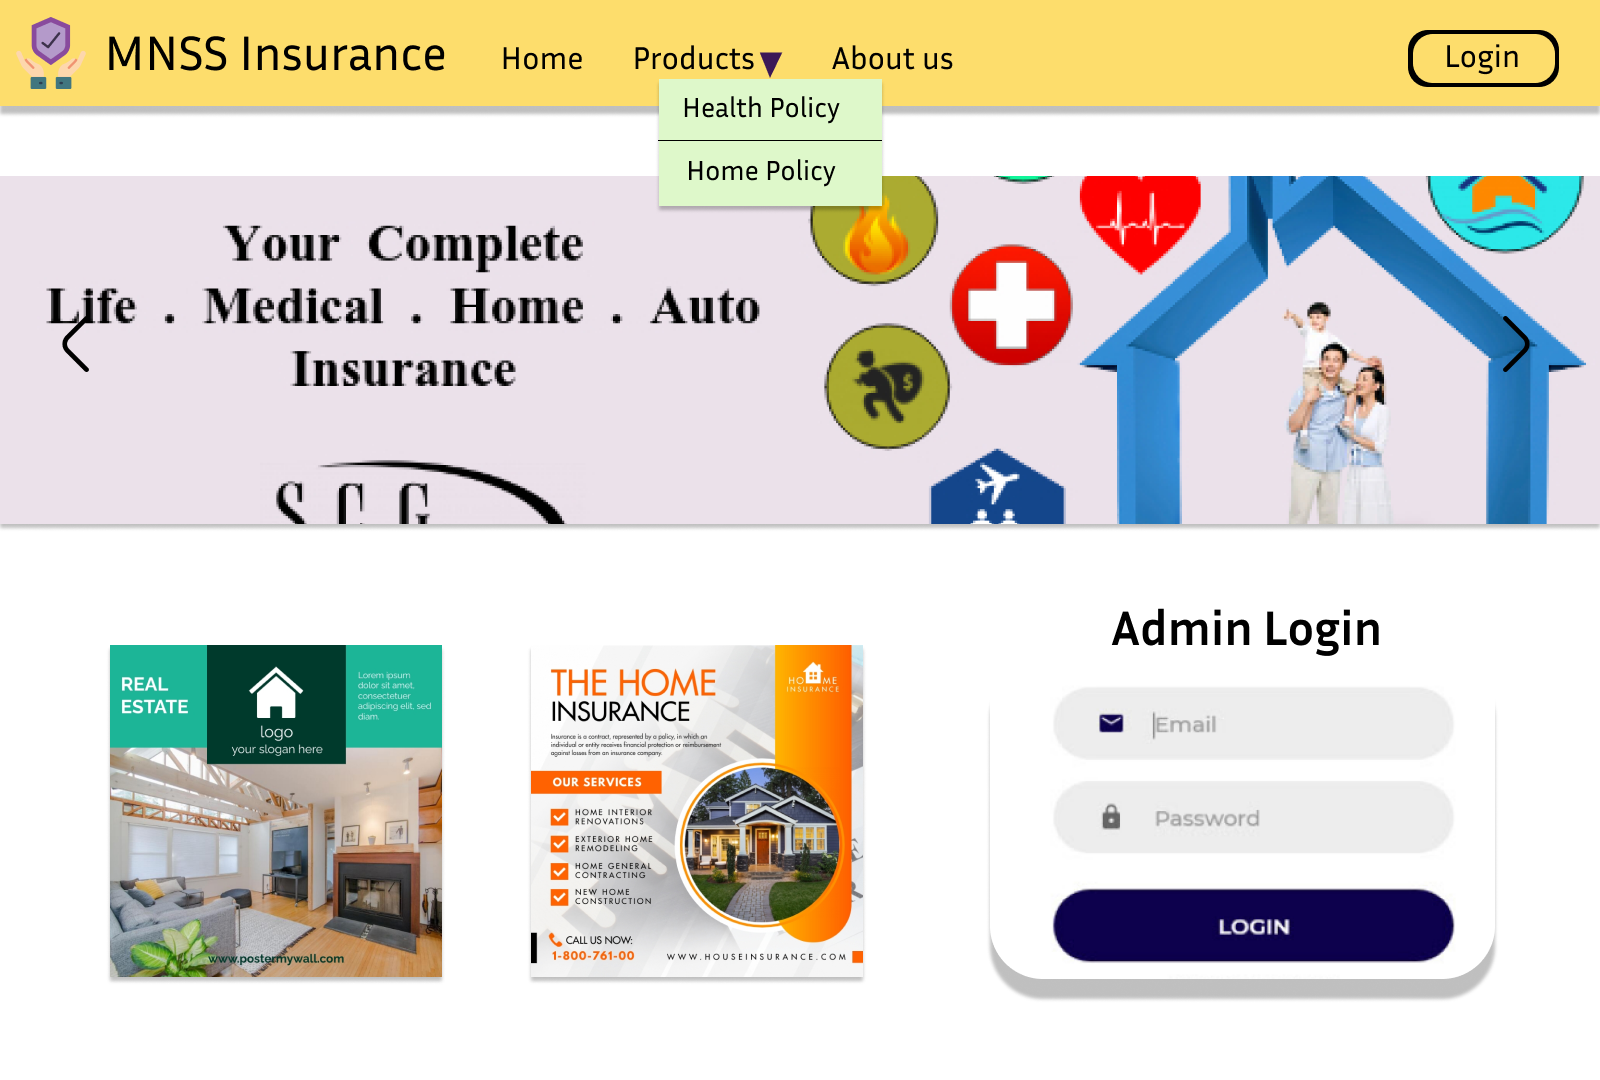 MNSS Insurance
Home
Products
About us
Login
Health Policy
Home Policy
Your Complete
Life . Medical . Home . Auto
Insurance
S G G
Admin Login
REAL
ESTATE
logo
your slogan here
Lorem ipsum
dolor sit amet,
consectetuer
adipiscing elit, sed
diam.
www.postermywall.com
THE HOME
INSURANCE
Insurance is a contract, represented by a policy, in which an
individual or entity receives financial protection or reimbursement
against losses from an insurance company.
OUR SERVICES
HOME INTERIOR
RENOVATIONS
EXTERIOR HOME
REMODELING
HOME GENERAL
CONTRACTING
NEW HOME
CONSTRUCTION
CALL US NOW:
1-800-761-00
WWW.HOUSEINSURANCE.COM
HOME
INSURANCE
Email
Password
LOGIN